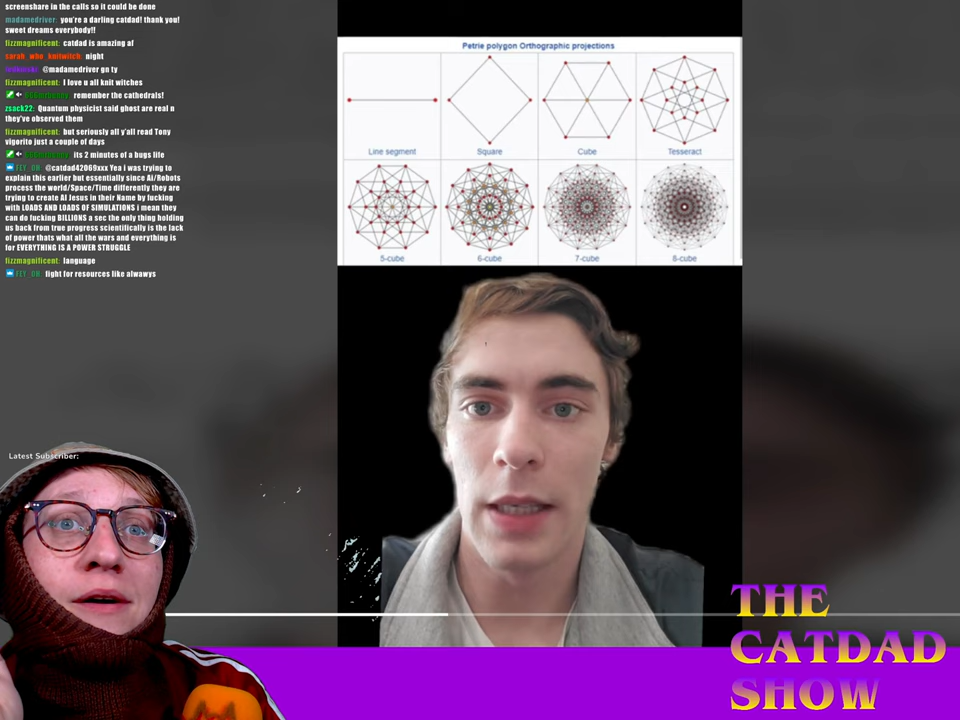 screenshare in the calls so it could be done
madamedriver: you're a darling catdad! thank you!
sweet dreams everybody!!
fizzmagnificent: catdad is amazing af
sarah_who_knitwitch: night
@madamedriver gn ty
fizzmagnificent: I love u all knit witches
remember the cathedrals!
zsack22: Quantum physicist said ghost are real n
they've observed them
fizzmagnificent: but seriously all y'all read Tony
vigorito just a couple of days
its 2 minutes of a bugs life
@catdad42069xxx Yea i was trying to
explain this earlier but essentially since Ai/Robots
process the world/Space/Time differently they are
trying to create AI Jesus in their Name by fucking
with LOADS AND LOADS OF SIMULATIONS i mean they
can do fucking BILLIONS a sec the only thing holding
us back from true progress scientifically is the lack
of power thats what all the wars and everything is
for EVERYTHING IS A POWER STRUGGLE
fizzmagnificent: language
fight for resources like alwawys
Petrie polygon Orthographic projections
Line segment
Square
Cube
Tesseract
5-cube
6-cube
7-cube
8-cube
Latest Subscriber:
THE
CATDAD
SHOW